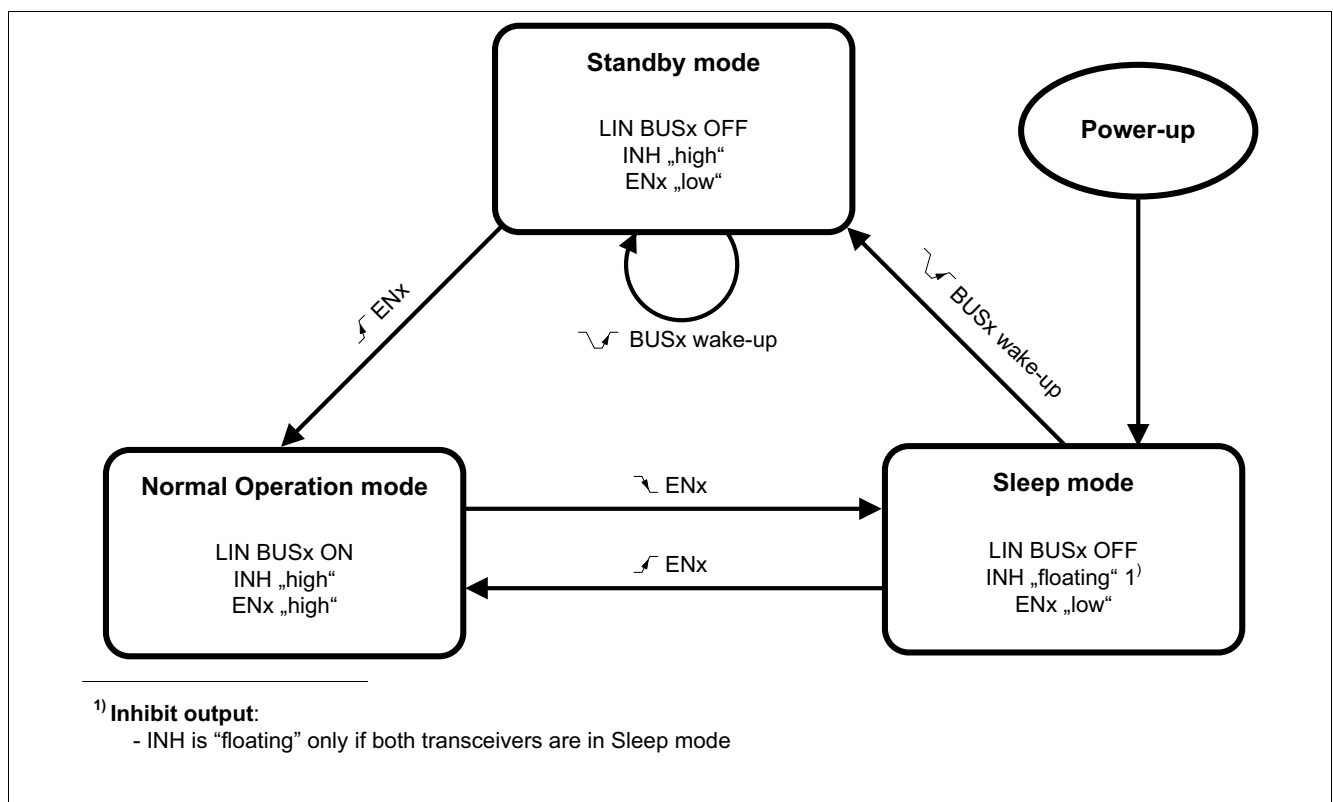 Standby mode
LIN BUSx OFF
INH „high“
ENx „low“
Power-up
ENx
BUSx wake-up
BUSx wake-up
Normal Operation mode
LIN BUSx ON
INH „high“
ENx „high“
ENx
ENx
Sleep mode
LIN BUSx OFF
INH „floating“ 1)
ENx „low“
1) Inhibit output:
- INH is “floating” only if both transceivers are in Sleep mode